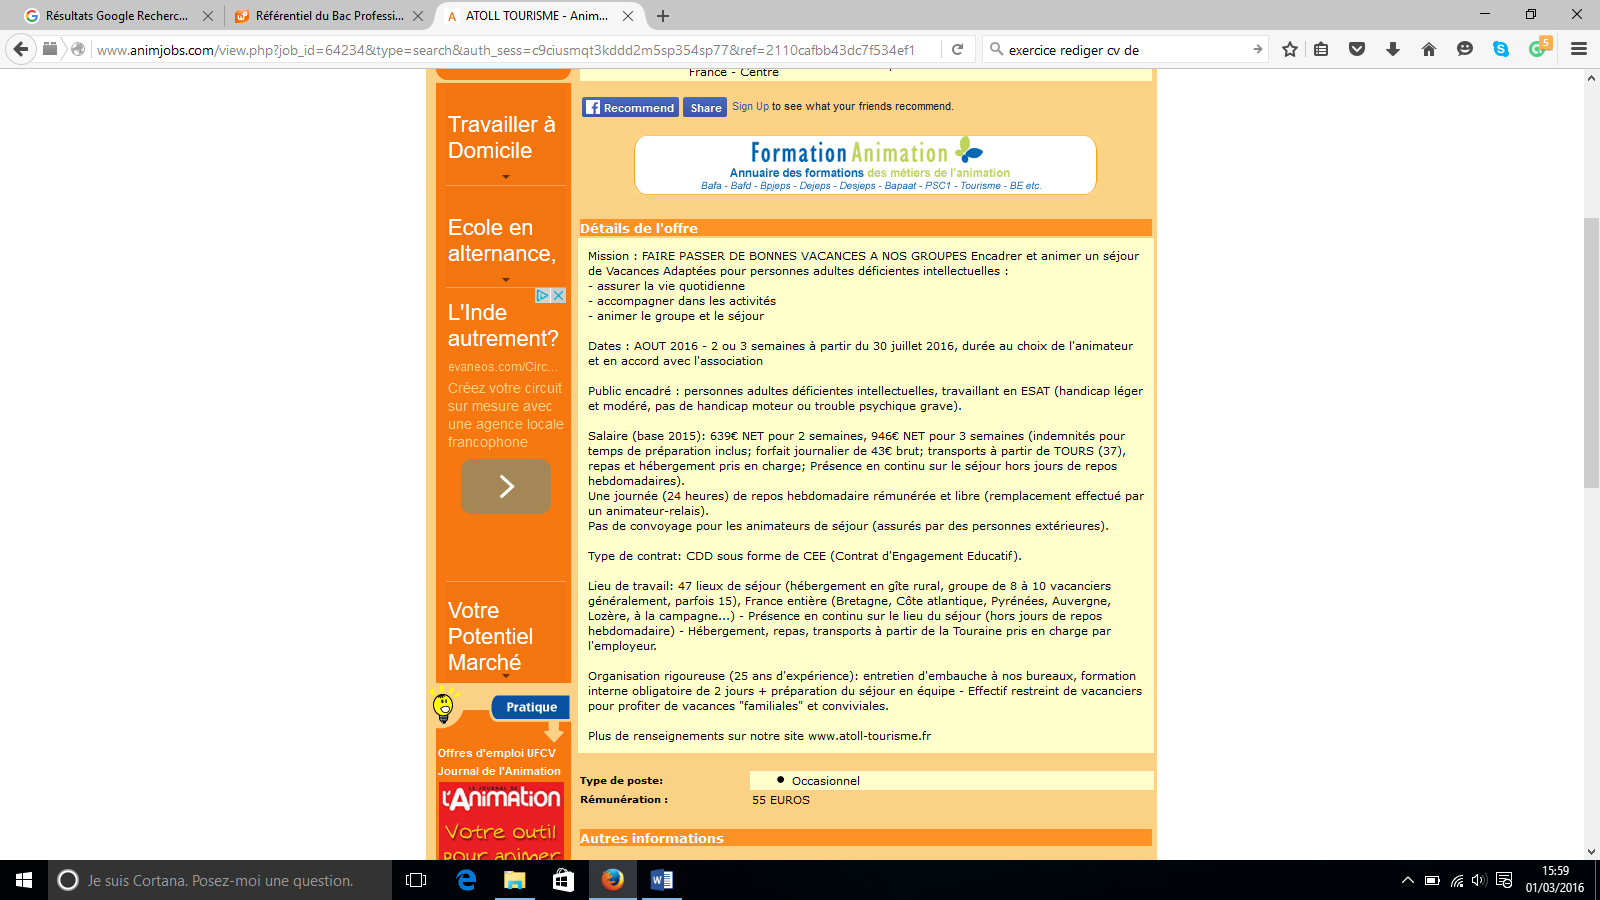 Résultats Google Recherc...
Référentiel du Bac Professi...
ATOLL TOURISME - Anim...
www.animjobs.com/view.php?job_id=64234&type=search&auth_sess=c9ciusmqt3kddd2m5sp354sp77&ref=2110cafbb43dc7f534ef1
exercice rediger cv de
5
France - Centre
Recommend
Share
Sign Up to see what your friends recommend.
Formation Animation
Annuaire des formations des métiers de l'animation
Bafa - Bafd - Bpjeps - Dejeps - Desjeps - Bapaat - PSC1 - Tourisme - BE etc.
Travailler à
Domicile
Ecole en
alternance,
L'Inde
autrement?
evaneos.com/Circ...
Créez votre circuit
sur mesure avec
une agence locale
francophone
Votre
Potentiel
Marché
Pratique
Offres d'emploi UFCV
Journal de l'Animation
LE JOURNAL DE
l'Animation
Votre outil
pour animer
Détails de l'offre
Mission : FAIRE PASSER DE BONNES VACANCES A NOS GROUPES Encadrer et animer un séjour
de Vacances Adaptées pour personnes adultes déficientes intellectuelles :
- assurer la vie quotidienne
- accompagner dans les activités
- animer le groupe et le séjour
Dates : AOUT 2016 - 2 ou 3 semaines à partir du 30 juillet 2016, durée au choix de l'animateur
et en accord avec l'association
Public encadré : personnes adultes déficientes intellectuelles, travaillant en ESAT (handicap léger
et modéré, pas de handicap moteur ou trouble psychique grave).
Salaire (base 2015): 639€ NET pour 2 semaines, 946€ NET pour 3 semaines (indemnités pour
temps de préparation inclus; forfait journalier de 43€ brut; transports à partir de TOURS (37),
repas et hébergement pris en charge; Présence en continu sur le séjour hors jours de repos
hebdomadaires).
Une journée (24 heures) de repos hebdomadaire rémunérée et libre (remplacement effectué par
un animateur-relais).
Pas de convoyage pour les animateurs de séjour (assurés par des personnes extérieures).
Type de contrat: CDD sous forme de CEE (Contrat d'Engagement Educatif).
Lieu de travail: 47 lieux de séjour (hébergement en gîte rural, groupe de 8 à 10 vacanciers
généralement, parfois 15), France entière (Bretagne, Côte atlantique, Pyrénées, Auvergne,
Lozère, à la campagne...) - Présence en continu sur le lieu du séjour (hors jours de repos
hebdomadaire) - Hébergement, repas, transports à partir de la Touraine pris en charge par
l'employeur.
Organisation rigoureuse (25 ans d'expérience): entretien d'embauche à nos bureaux, formation
interne obligatoire de 2 jours + préparation du séjour en équipe - Effectif restreint de vacanciers
pour profiter de vacances "familiales" et conviviales.
Plus de renseignements sur notre site www.atoll-tourisme.fr
Type de poste:
Occasionnel
Rémunération :
55 EUROS
Autres informations
Je suis Cortana. Posez-moi une question.
15:59
01/03/2016